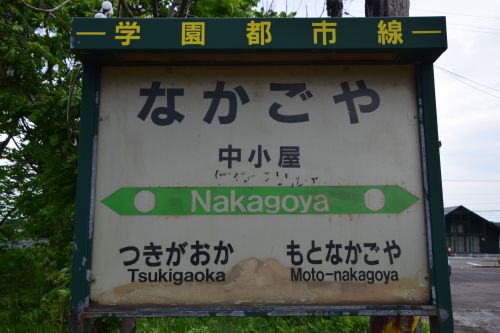 ー学園都市線ー
なかごや
中小屋
Nakagoya
つきがおか もとなかごや
Tsukigaoka Moto-nakagoya